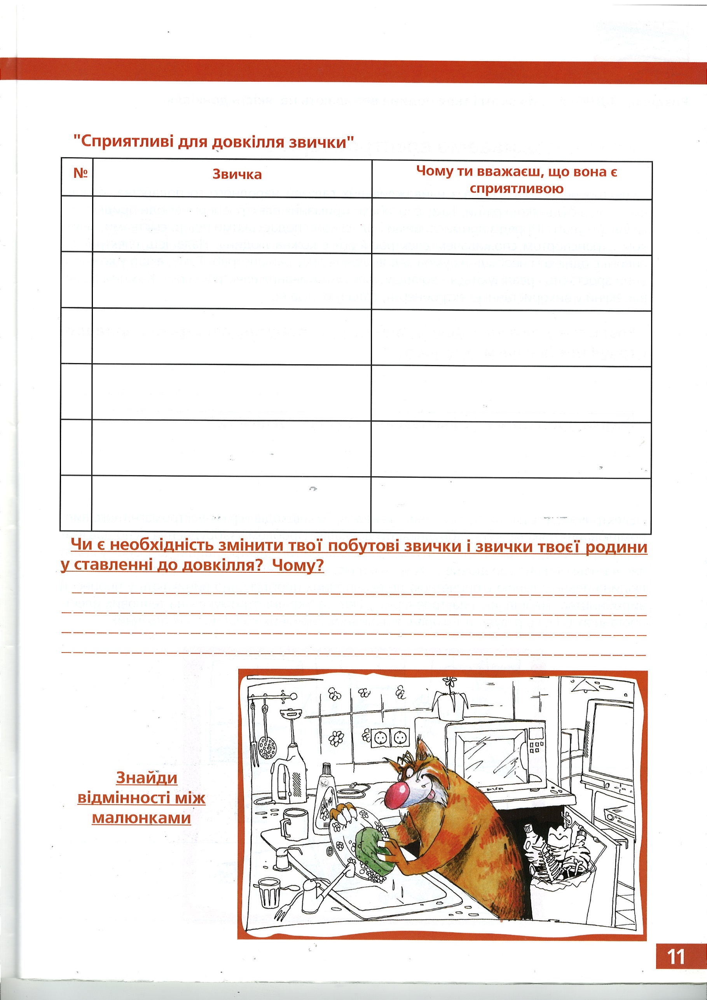 "Сприятливі для довкілля звички"
№
Звичка
Чому ти вважаєш, що вона є
сприятливою
Чи є необхідність змінити твої побутові звички і звички твоєї родини
у ставленні до довкілля? Чому?
Знайди
відмінності між
малюнками
11